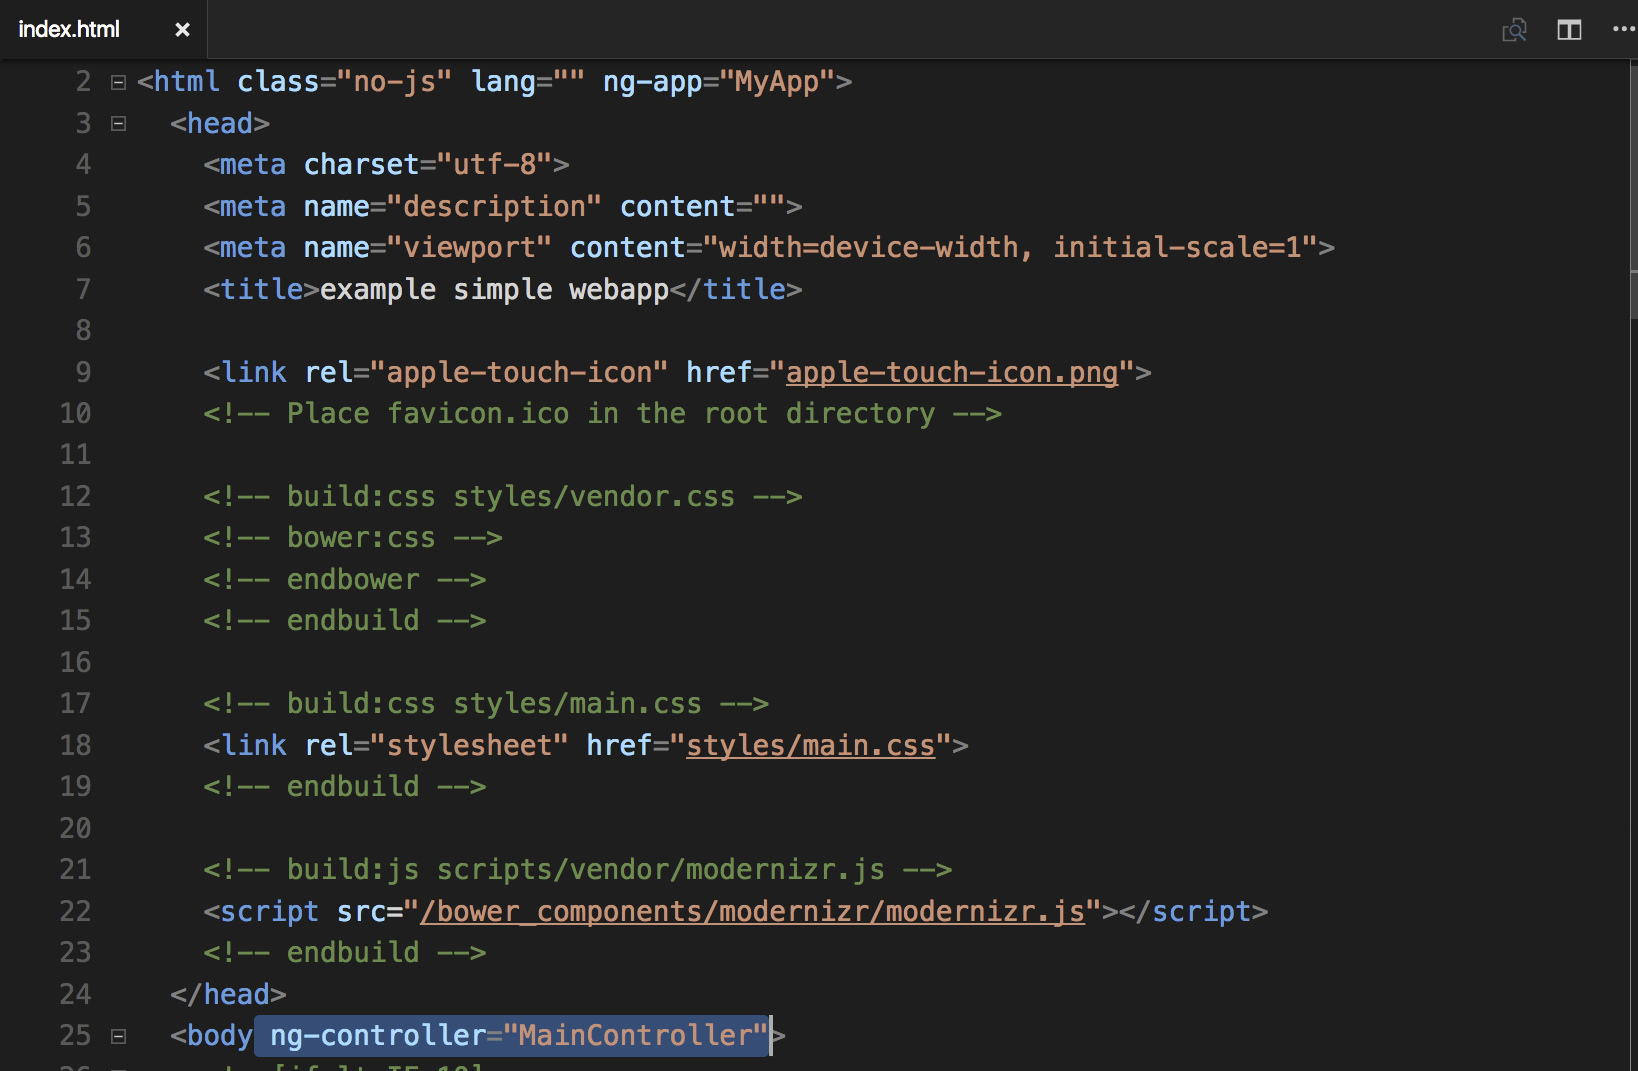 index.html
2 <html class="no-js" lang="" ng-app="MyApp">
3 <head>
4 <meta charset="utf-8">
5 <meta name="description" content="">
6 <meta name="viewport" content="width=device-width, initial-scale=1">
7 <title>example simple webapp</title>
8
9 <link rel="apple-touch-icon" href="apple-touch-icon.png">
10 <!-- Place favicon.ico in the root directory -->
11
12 <!-- build:css styles/vendor.css -->
13 <!-- bower:css -->
14 <!-- endbower -->
15 <!-- endbuild -->
16
17 <!-- build:css styles/main.css -->
18 <link rel="stylesheet" href="styles/main.css">
19 <!-- endbuild -->
20
21 <!-- build:js scripts/vendor/modernizr.js -->
22 <script src="/bower_components/modernizr/modernizr.js"></script>
23 <!-- endbuild -->
24 </head>
25 <body ng-controller="MainController">